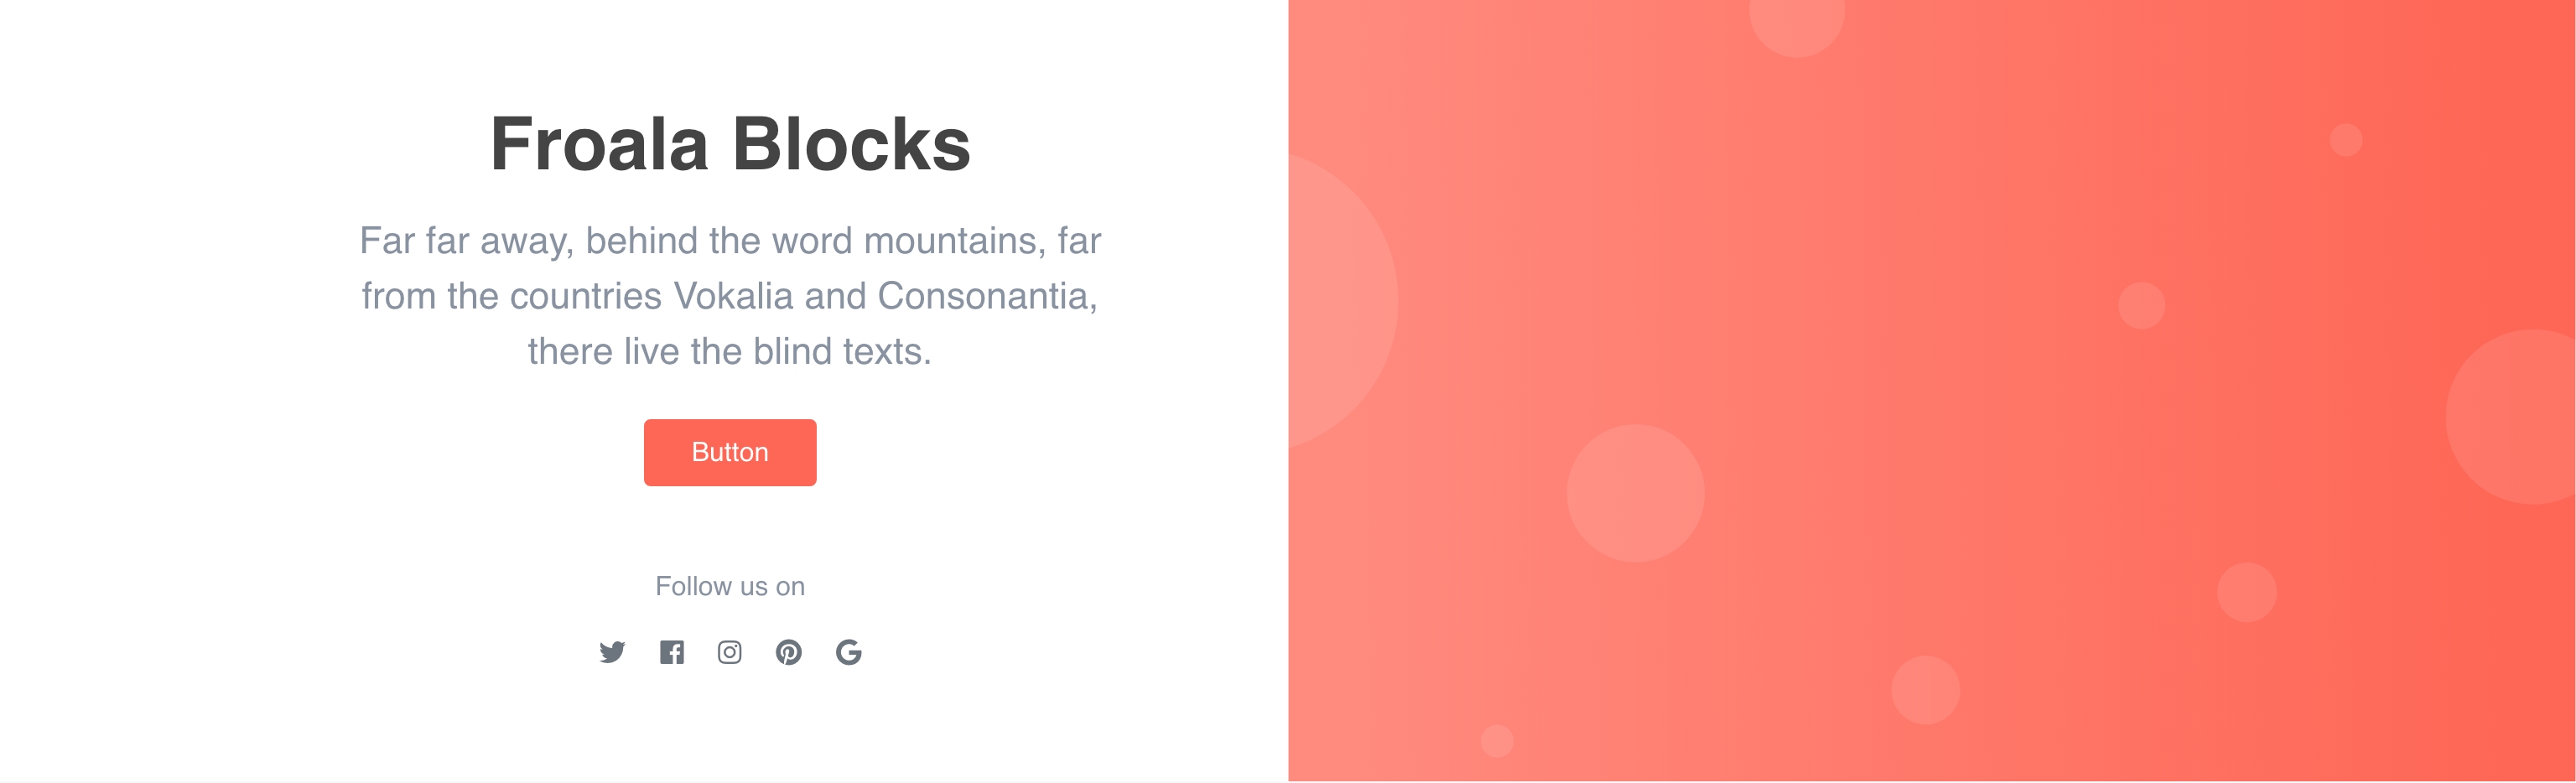 Froala Blocks
Far far away, behind the word mountains, far
from the countries Vokalia and Consonantia,
there live the blind texts.
Button
Follow us on